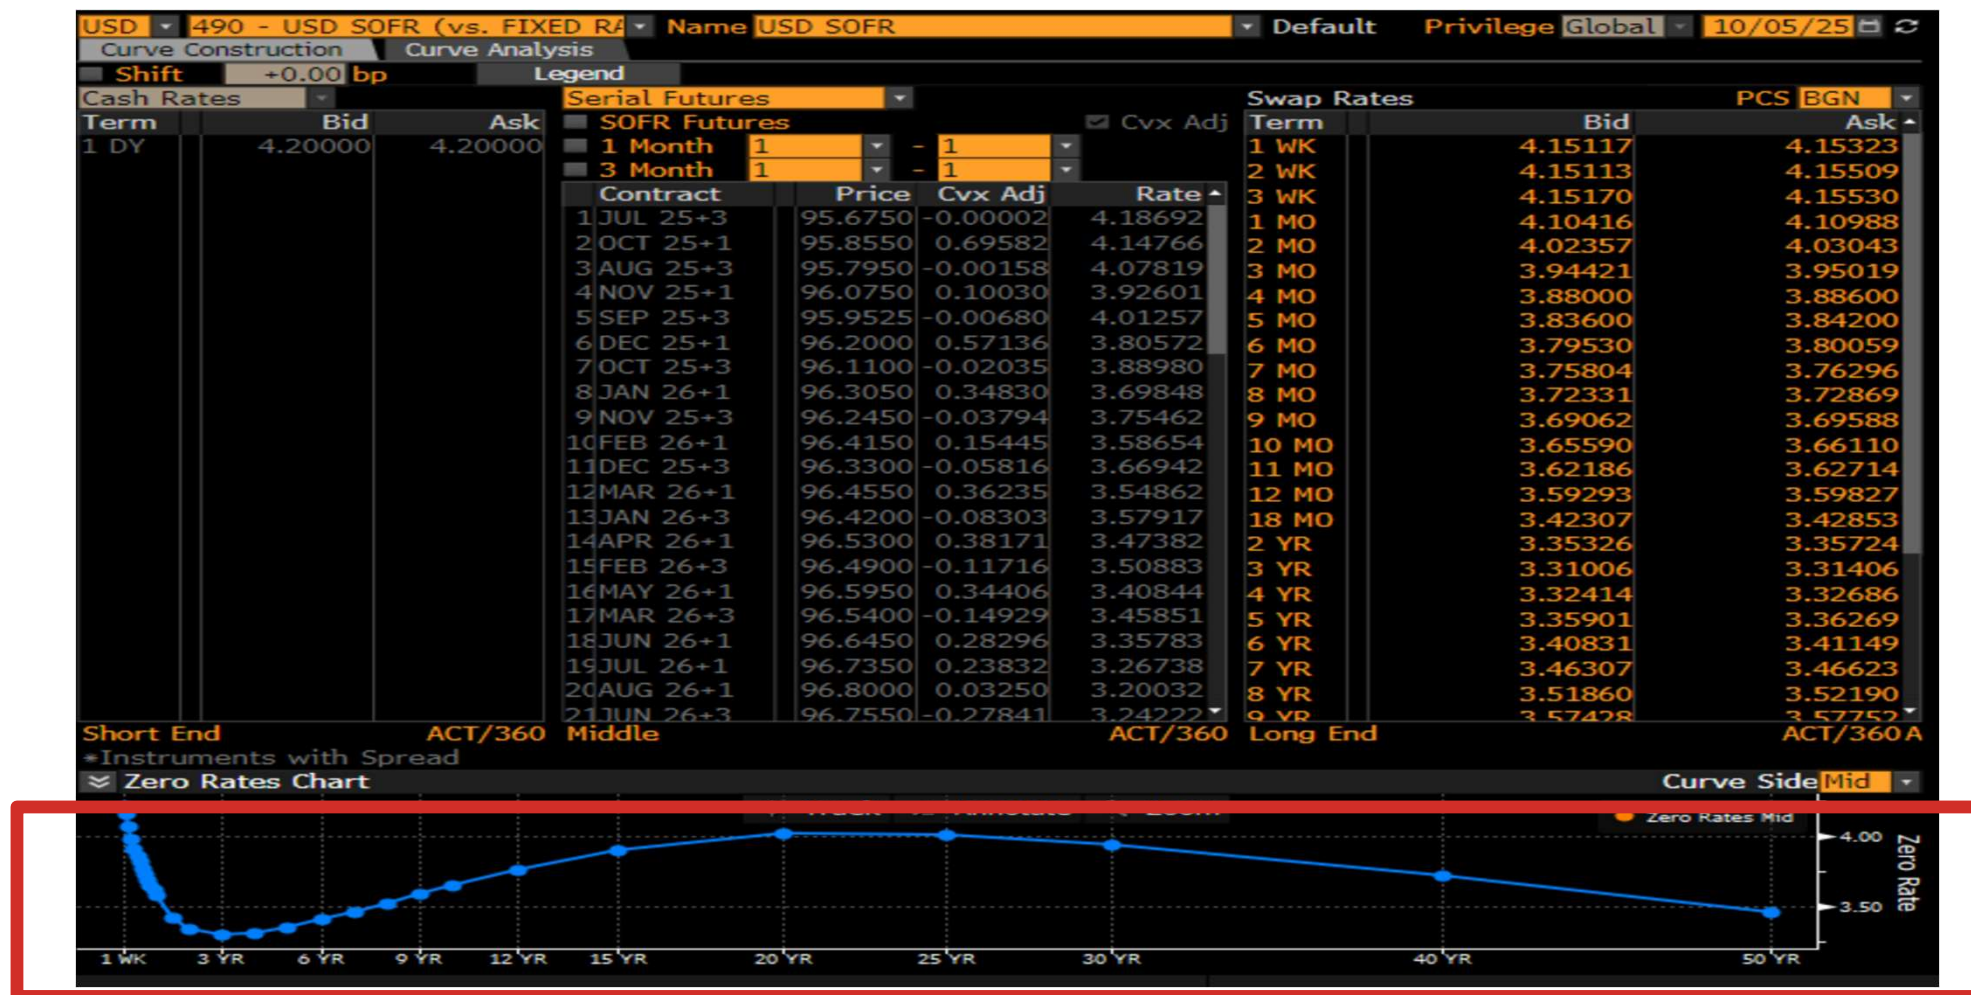 USD 490 - USD SOFR (vs. FIXED RA Name USD SOFR Default Privilege Global 10/05/25
Curve Construction Curve Analysis
Shift +0.00 bp Legend
Cash Rates Serial Futures Swap Rates PCS BGN
Term Bid Ask SOFR Futures Cvx Adj Term Bid Ask
1 DY 4.20000 4.20000 1 Month 1 - 1 1 WK 4.15117 4.15323
3 Month 1 - 1 2 WK 4.15113 4.15509
Contract Price Cvx Adj Rate 3 WK 4.15170 4.15530
1 JUL 25+3 95.6750 -0.00002 4.18692 1 MO 4.10416 4.10988
2 OCT 25+1 95.8550 0.69582 4.14766 2 MO 4.02357 4.03043
3 AUG 25+3 95.7950 -0.00158 4.07819 3 MO 3.94421 3.95019
4 NOV 25+1 96.0750 0.10030 3.92601 4 MO 3.88000 3.88600
5 SEP 25+3 95.9525 -0.00680 4.01257 5 MO 3.83600 3.84200
6 DEC 25+1 96.2000 0.57136 3.80572 6 MO 3.79530 3.80059
7 OCT 25+3 96.1100 -0.02035 3.88980 7 MO 3.75804 3.76296
8 JAN 26+1 96.3050 0.34830 3.69848 8 MO 3.72331 3.72869
9 NOV 25+3 96.2450 -0.03794 3.75462 9 MO 3.69062 3.69588
10 FEB 26+1 96.4150 0.15445 3.58654 10 MO 3.65590 3.66110
11 DEC 25+3 96.3300 -0.05816 3.66942 11 MO 3.62186 3.62714
12 MAR 26+1 96.4550 0.36235 3.54862 12 MO 3.59293 3.59827
13 JAN 26+3 96.4200 -0.08303 3.57917 18 MO 3.42307 3.42853
14 APR 26+1 96.5300 0.38171 3.47382 2 YR 3.35326 3.35724
15 FEB 26+3 96.4900 -0.11716 3.50883 3 YR 3.31006 3.31406
16 MAY 26+1 96.5950 0.34406 3.40844 4 YR 3.32414 3.32686
17 MAR 26+3 96.5400 -0.14929 3.45851 5 YR 3.35901 3.36269
18 JUN 26+1 96.6450 0.28296 3.35783 6 YR 3.40831 3.41149
19 JUL 26+1 96.7350 0.23832 3.26738 7 YR 3.46307 3.46623
20 AUG 26+1 96.8000 0.03250 3.20032 8 YR 3.51860 3.52190
21 JUN 26+3 96.7550 -0.27841 3.24222 9 YR 3.57428 3.57752
Short End ACT/360 Middle ACT/360 Long End ACT/360 A
*Instruments with Spread
Zero Rates Chart Curve Side Mid
Zero Rates Mid
4.00
3.50
Zero Rate
1 WK 3 YR 6 YR 9 YR 12 YR 15 YR 20 YR 25 YR 30 YR 40 YR 50 YR